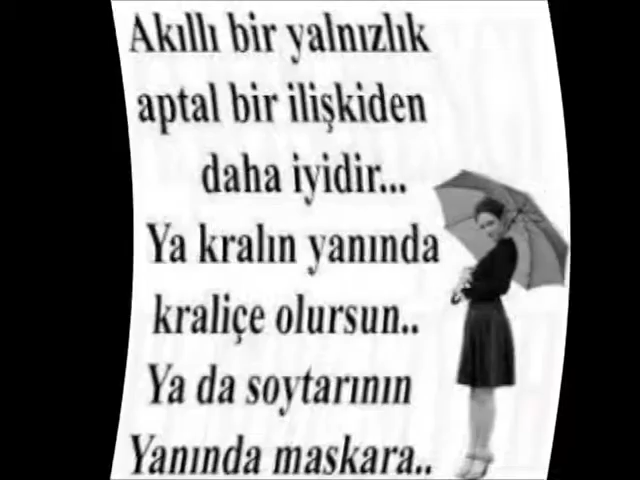 Akıllı bir yalnızlık
aptal bir ilişkiden
daha iyidir...
Ya kralın yanında
kraliçe olursun..
Ya da soytarının
Yanında maskara..